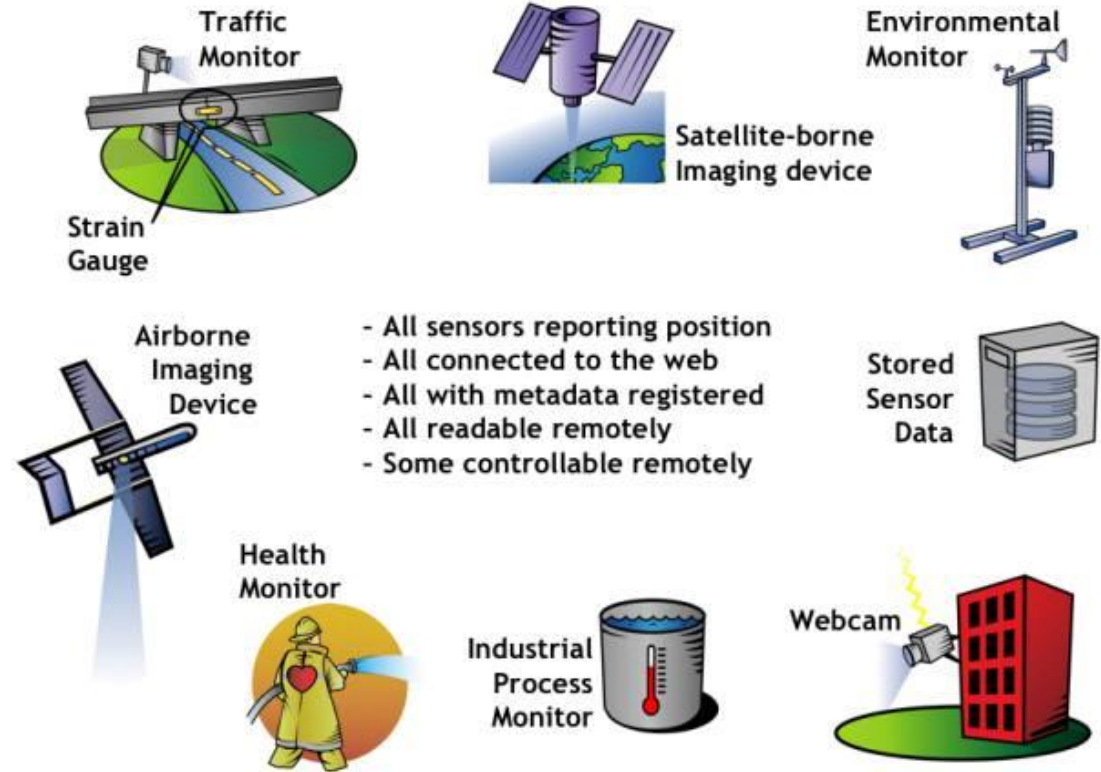 Traffic
Monitor
Strain
Gauge
Satellite-borne
Imaging device
Environmental
Monitor
Airborne
Imaging
Device
- All sensors reporting position
- All connected to the web
- All with metadata registered
- All readable remotely
- Some controllable remotely
Stored
Sensor
Data
Health
Monitor
Industrial
Process
Monitor
Webcam